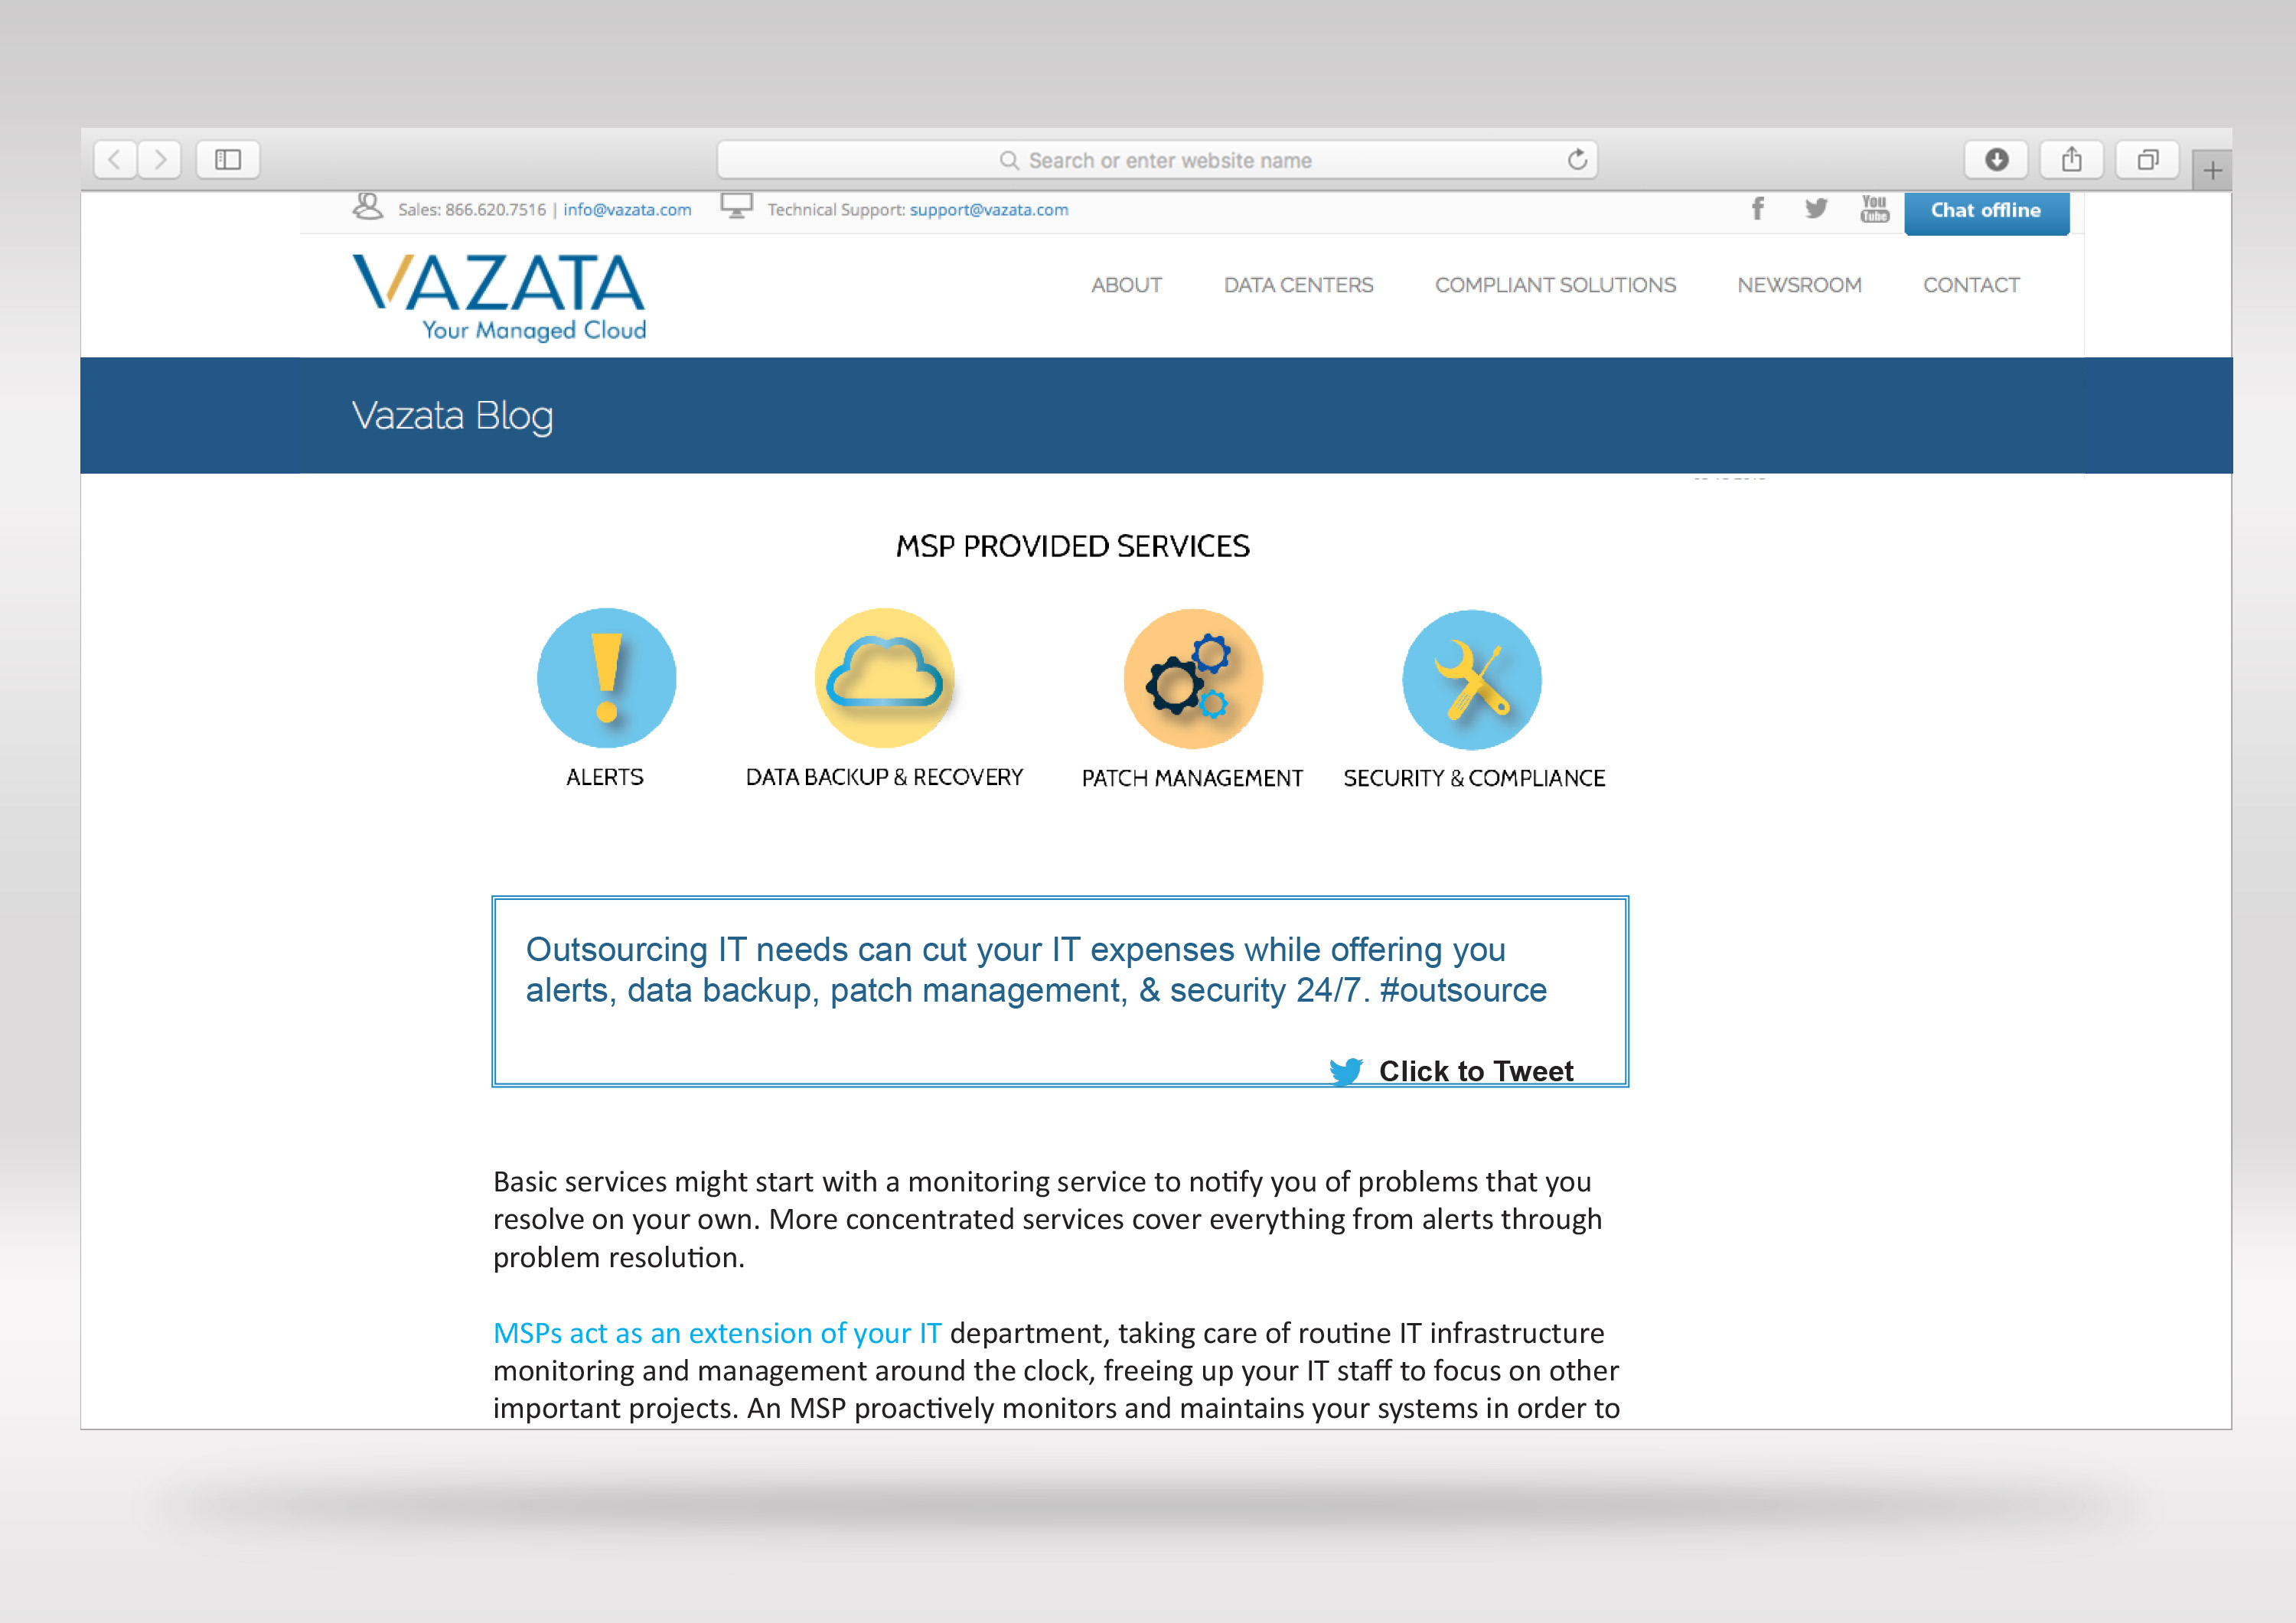 Search or enter website name
Sales: 866.620.7516 | info@vazata.com Technical Support: support@vazata.com
You
Tube
Chat offline
VAZATA
Your Managed Cloud
ABOUT DATA CENTERS COMPLIANT SOLUTIONS NEWSROOM CONTACT
Vazata Blog
MSP PROVIDED SERVICES
ALERTS DATA BACKUP & RECOVERY PATCH MANAGEMENT SECURITY & COMPLIANCE
Outsourcing IT needs can cut your IT expenses while offering you
alerts, data backup, patch management, & security 24/7. #outsource
Click to Tweet
Basic services might start with a monitoring service to notify you of problems that you
resolve on your own. More concentrated services cover everything from alerts through
problem resolution.
MSPs act as an extension of your IT department, taking care of routine IT infrastructure
monitoring and management around the clock, freeing up your IT staff to focus on other
important projects. An MSP proactively monitors and maintains your systems in order to